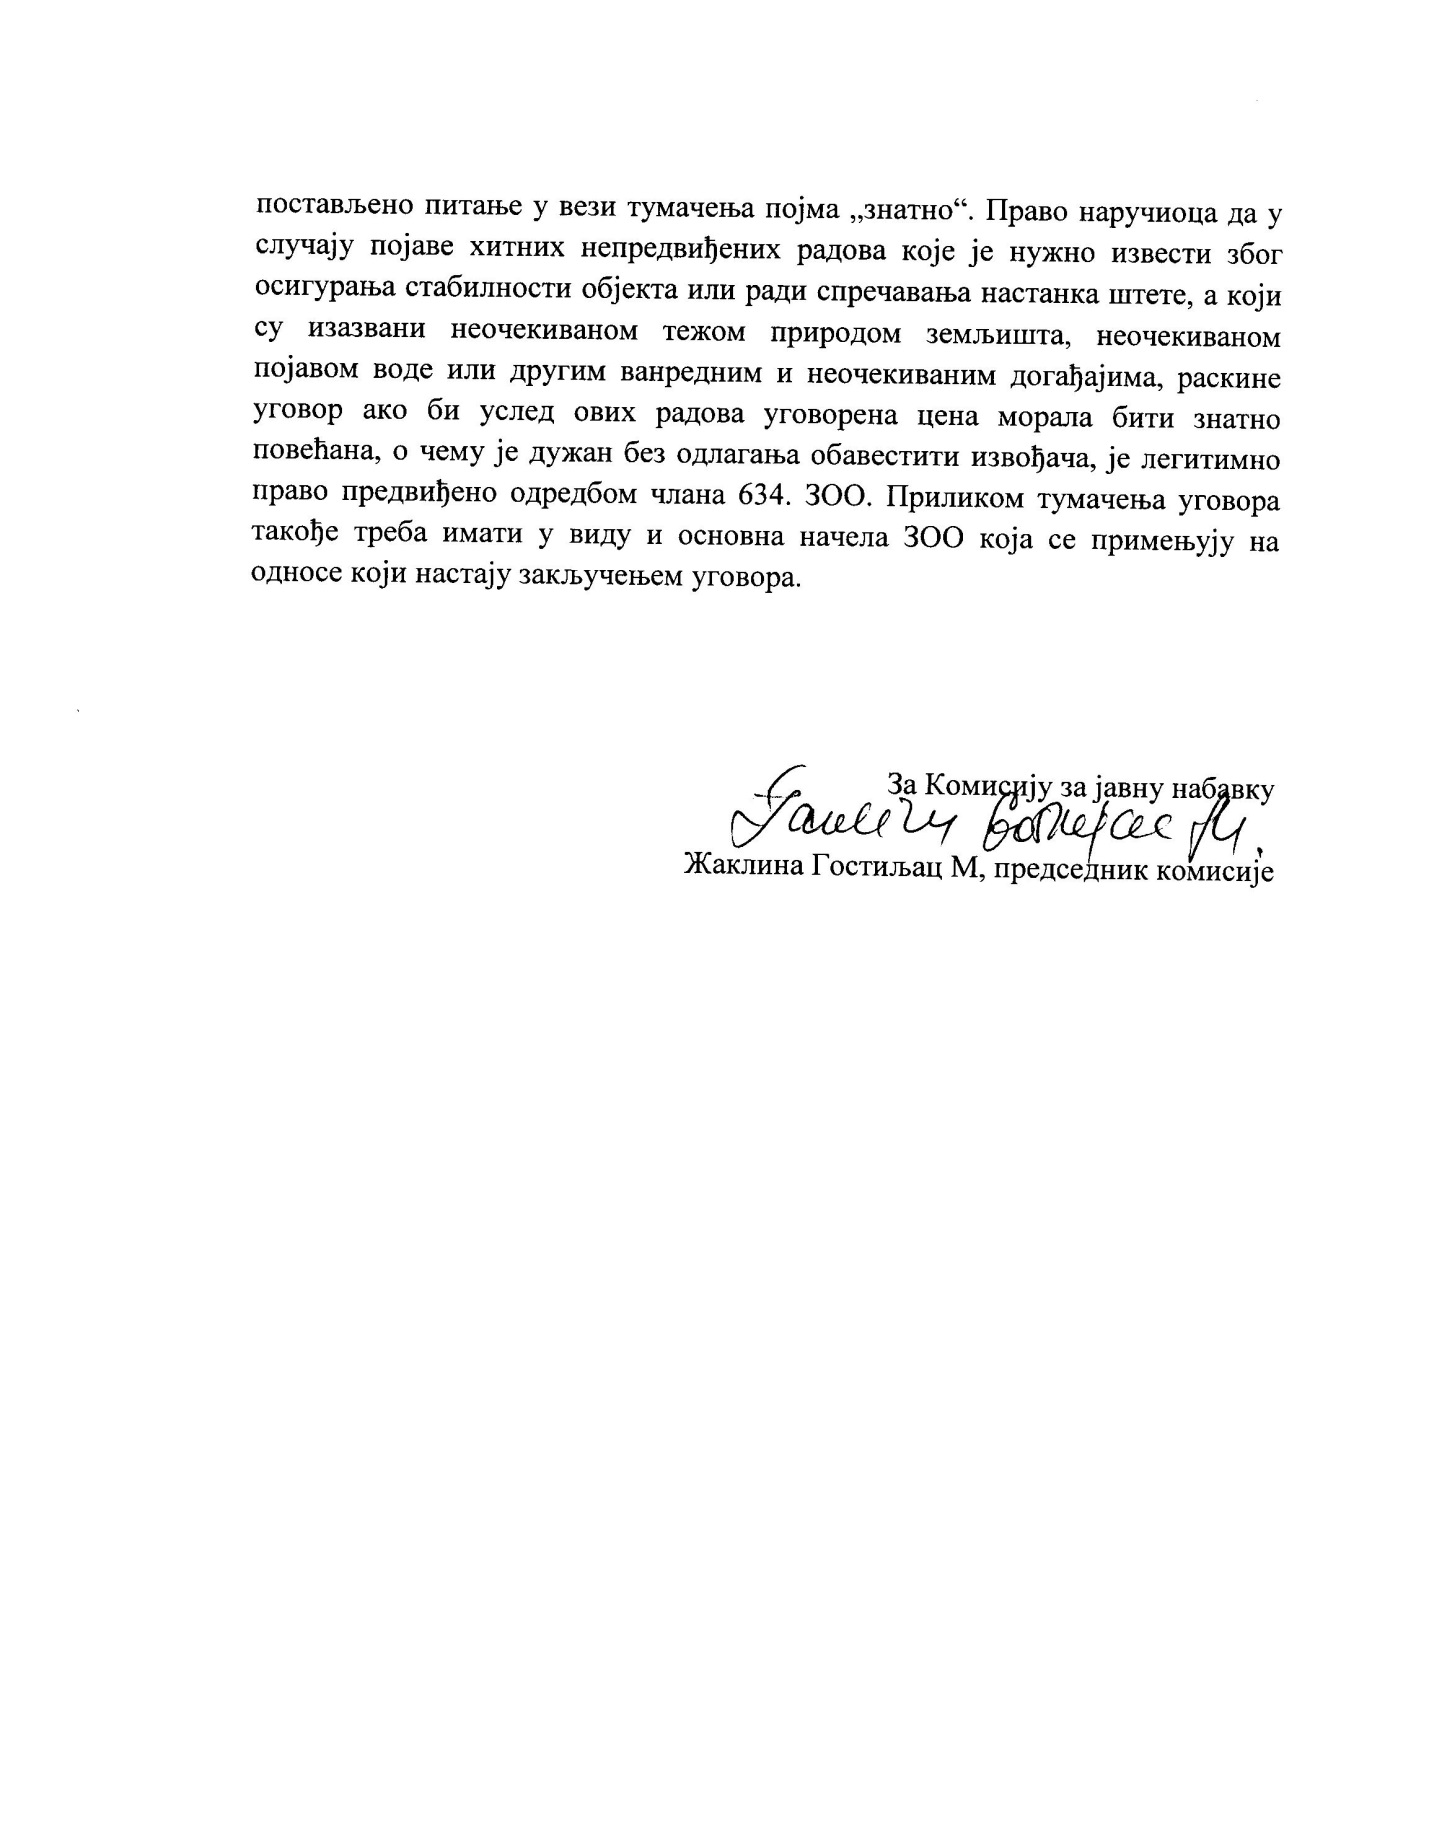 постављено питање у вези тумачења појма „знатно“. Право наручиоца да у
случају појаве хитних непредвиђених радова које је нужно извести због
осигурања стабилности објекта или ради спречавања настанка штете, а који
су изазвани неочекиваном тежом природом земљишта, неочекиваном
појавом воде или другим ванредним и неочекиваним догађајима, раскине
уговор ако би услед ових радова уговорена цена морала бити знатно
повећана, о чему је дужан без одлагања обавестити извођача, је легитимно
право предвиђено одредбом члана 634. ЗОО. Приликом тумачења уговора
такође треба имати у виду и основна начела ЗОО која се примењују на
односе који настају закључењем уговора.
За Комисију за јавну набавку
Жаклина Гостиљац М, председник комисије